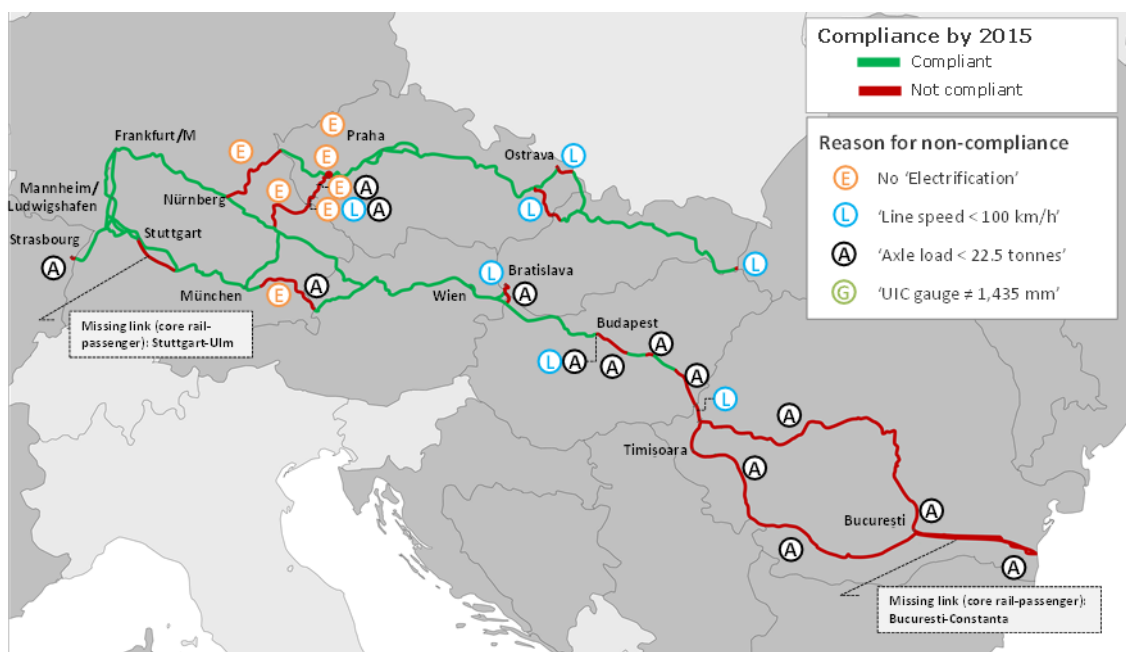 Compliance by 2015
Compliant
Not compliant
Reason for non-compliance
E No 'Electrification'
L 'Line speed < 100 km/h'
A 'Axle load < 22.5 tonnes'
G 'UIC gauge ≠ 1,435 mm'
E
Frankfurt/M
Praha
E
E
Ostrava
L
Mannheim/
Ludwigshafen
Nürnberg
E
E A
E L A
L
Strasbourg
Stuttgart
A
München
E
A
Wien
L
Bratislava
A
L
Missing link (core rail-
passenger): Stuttgart-Ulm
Budapest
L A
A
A
A
L
A
Timișoara
A
București
A
A
A
Missing link (core rail-passenger):
Bucuresti-Constanta